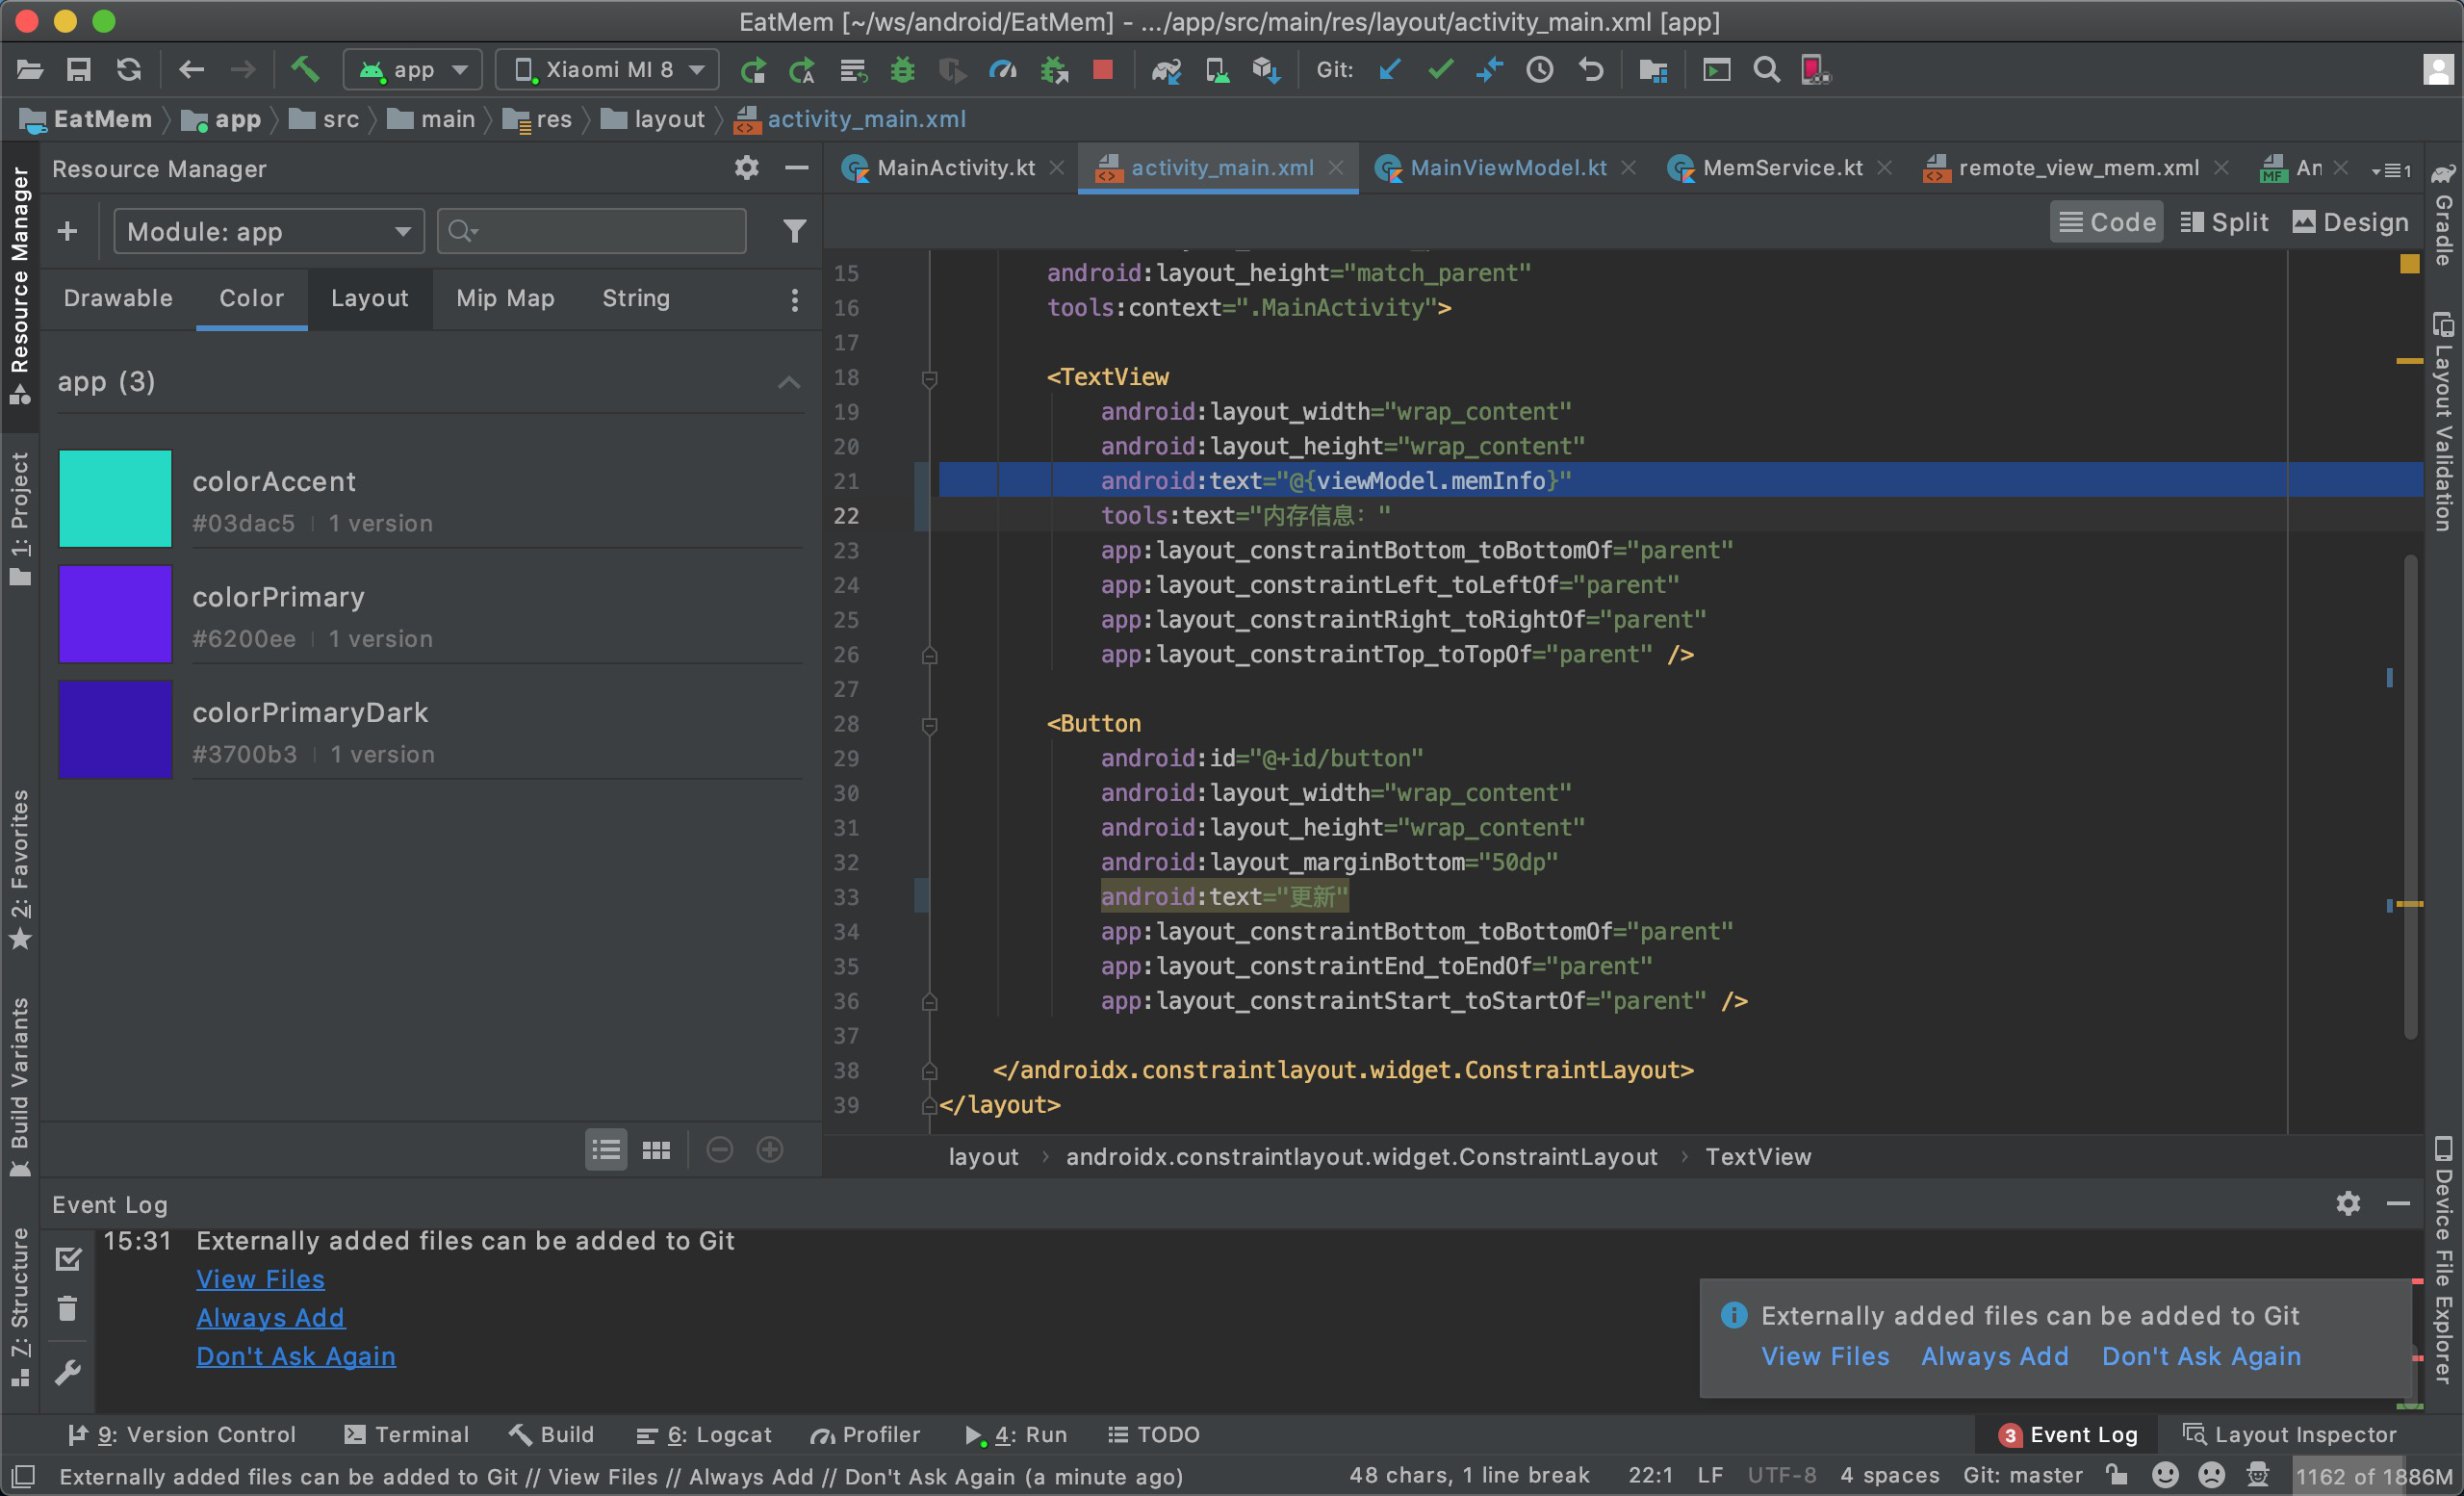 EatMem [~/ws/android/EatMem] - .../app/src/main/res/layout/activity_main.xml [app]
app
Xiaomi MI 8
Git:
EatMem
app
src
main
res
layout
activity_main.xml
Resource Manager
MainActivity.kt
activity_main.xml
MainViewModel.kt
MemService.kt
remote_view_mem.xml
An
1
Module: app
Code
Split
Design
Drawable
Color
Layout
Mip Map
String
app (3)
colorAccent
#03dac5 | 1 version
colorPrimary
#6200ee | 1 version
colorPrimaryDark
#3700b3 | 1 version
15 android:layout_height="match_parent"
16 tools:context=".MainActivity">
17
18 <TextView
19 android:layout_width="wrap_content"
20 android:layout_height="wrap_content"
21 android:text="@{viewModel.memInfo}"
22 tools:text="内存信息："
23 app:layout_constraintBottom_toBottomOf="parent"
24 app:layout_constraintLeft_toLeftOf="parent"
25 app:layout_constraintRight_toRightOf="parent"
26 app:layout_constraintTop_toTopOf="parent" />
27
28 <Button
29 android:id="@+id/button"
30 android:layout_width="wrap_content"
31 android:layout_height="wrap_content"
32 android:layout_marginBottom="50dp"
33 android:text="更新"
34 app:layout_constraintBottom_toBottomOf="parent"
35 app:layout_constraintEnd_toEndOf="parent"
36 app:layout_constraintStart_toStartOf="parent" />
37
38 </androidx.constraintlayout.widget.ConstraintLayout>
39 </layout>
layout › androidx.constraintlayout.widget.ConstraintLayout › TextView
Resource Manager
1: Project
2: Favorites
Build Variants
7: Structure
Gradle
Layout Validation
Device File Explorer
Event Log
15:31 Externally added files can be added to Git
View Files
Always Add
Don't Ask Again
Externally added files can be added to Git
View Files Always Add Don't Ask Again
9: Version Control
Terminal
Build
6: Logcat
Profiler
4: Run
TODO
3 Event Log
Layout Inspector
Externally added files can be added to Git // View Files // Always Add // Don't Ask Again (a minute ago)
48 chars, 1 line break
22:1
LF
UTF-8
4 spaces
Git: master
1162 of 1886M